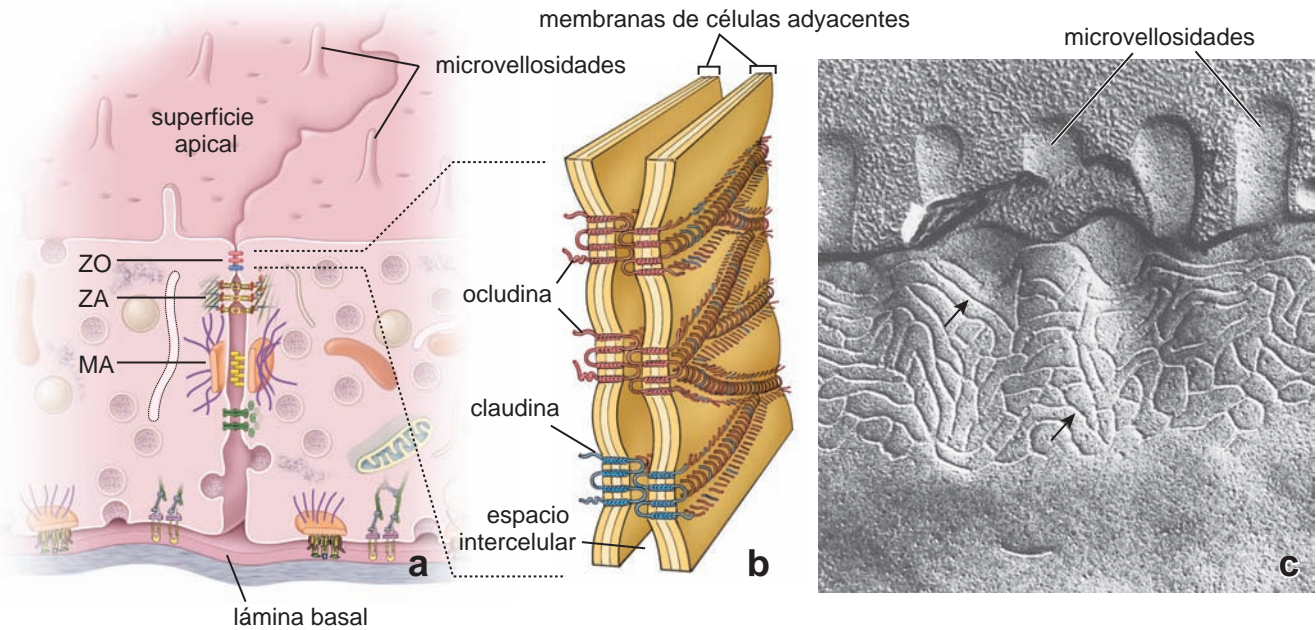 microvellosidades
superficie
apical
ZO
ZA
MA
lámina basal
a
membranas de células adyacentes
ocludina
claudina
espacio
intercelular
b
microvellosidades
c